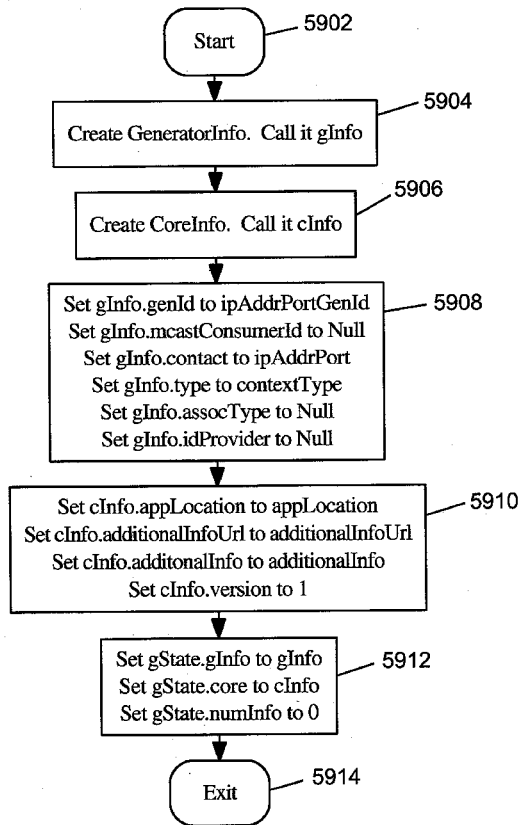 Start
5902
Create GeneratorInfo. Call it gInfo
5904
Create CoreInfo. Call it cInfo
5906
Set gInfo.genId to ipAddrPortGenId
Set gInfo.mcastConsumerId to Null
Set gInfo.contact to ipAddrPort
Set gInfo.type to contextType
Set gInfo.assocType to Null
Set gInfo.idProvider to Null
5908
Set cInfo.appLocation to appLocation
Set cInfo.additionalInfoUrl to additionalInfoUrl
Set cInfo.additonalInfo to additionalInfo
Set cInfo.version to 1
5910
Set gState.gInfo to gInfo
Set gState.core to cInfo
Set gState.numInfo to 0
5912
Exit
5914